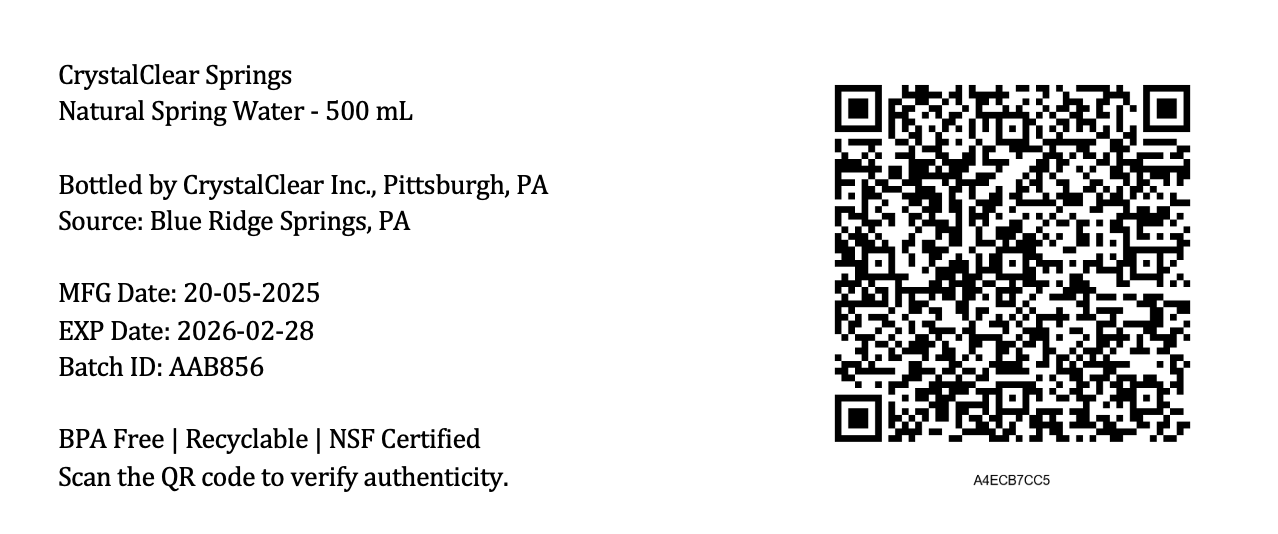 CrystalClear Springs
Natural Spring Water - 500 mL
Bottled by CrystalClear Inc., Pittsburgh, PA
Source: Blue Ridge Springs, PA
MFG Date: 20-05-2025
EXP Date: 2026-02-28
Batch ID: AAB856
BPA Free | Recyclable | NSF Certified
Scan the QR code to verify authenticity.
A4ECB7CC5